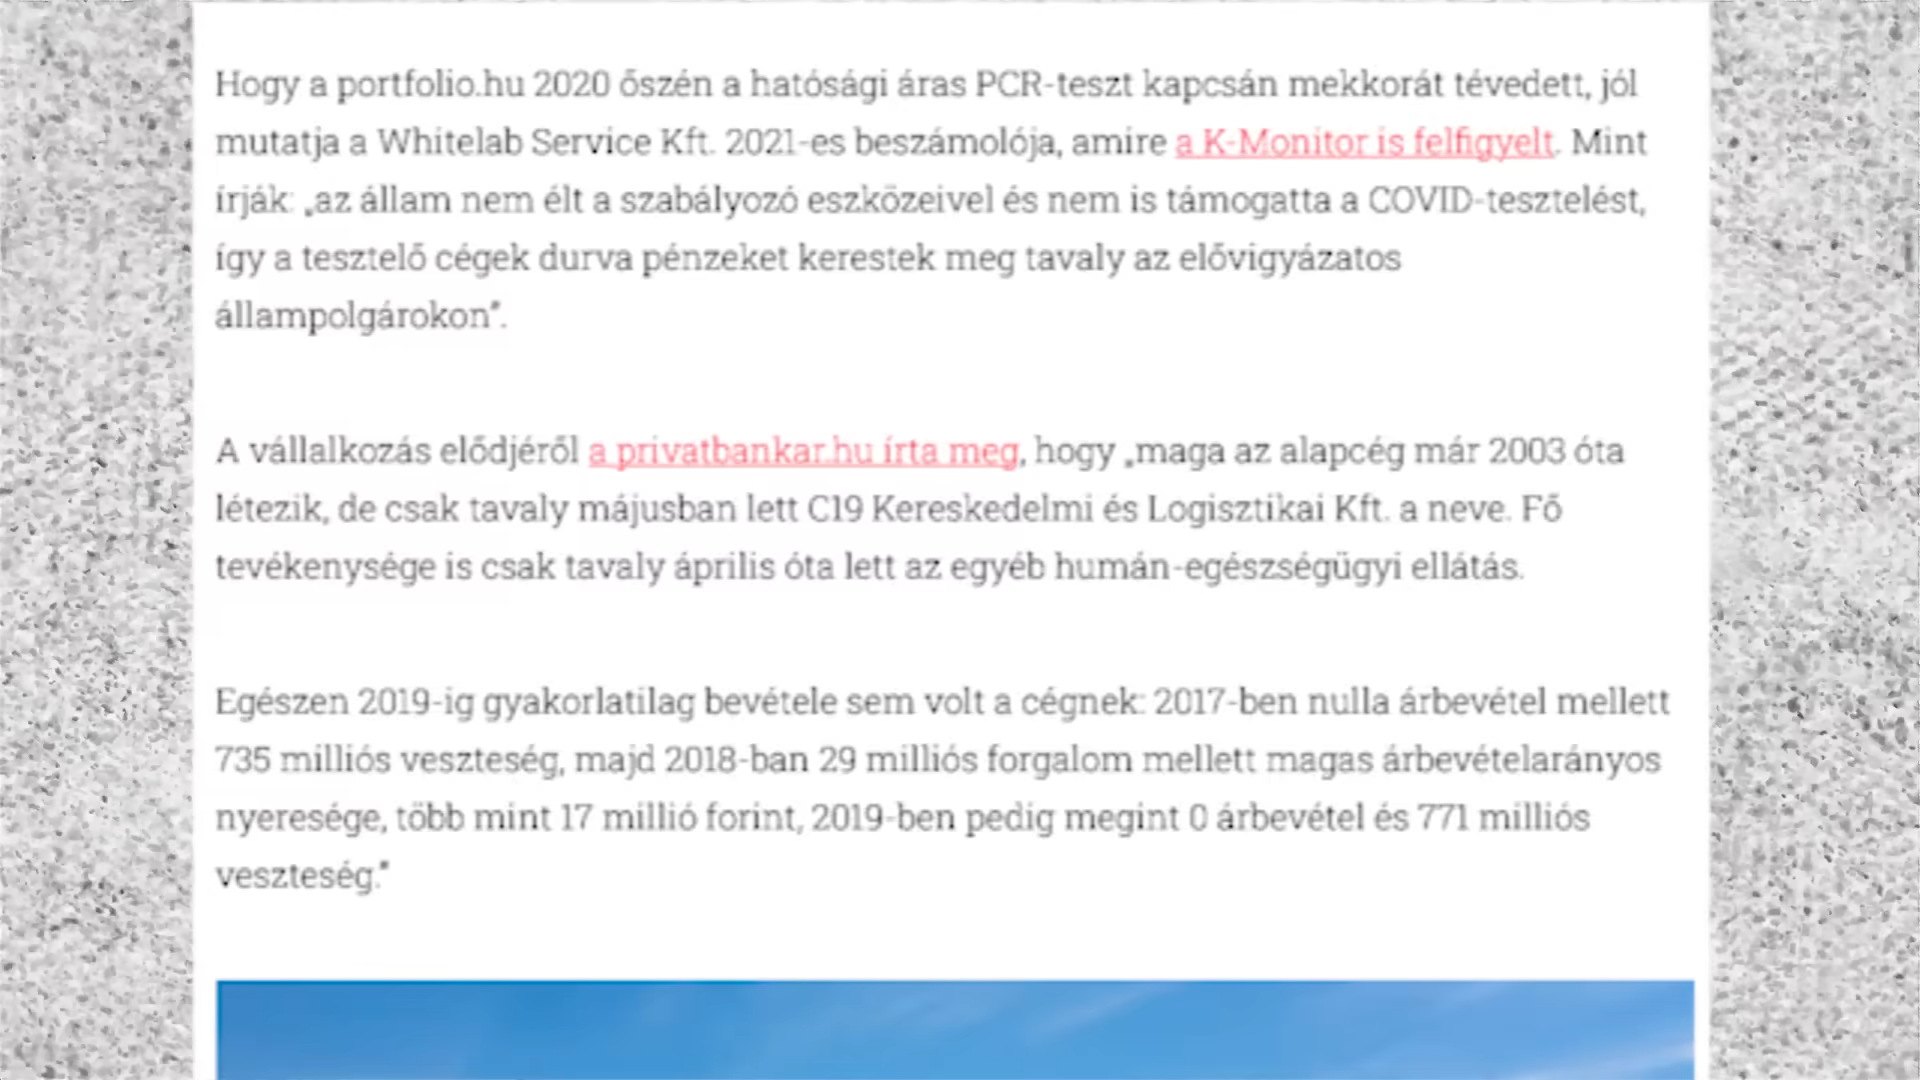 Hogy a portfolio.hu 2020 őszén a hatósági áras PCR-teszt kapcsán mekkorát tévedett, jól
mutatja a Whitelab Service Kft. 2021-es beszámolója, amire a K-Monitor is felfigyelt. Mint
írják: „az állam nem élt a szabályozó eszközeivel és nem is támogatta a COVID-tesztelést,
így a tesztelő cégek durva pénzeket kerestek meg tavaly az elővigyázatos
állampolgárokon”.
A vállalkozás elődjéről a privatbankar.hu írta meg, hogy „maga az alapcég már 2003 óta
létezik, de csak tavaly májusban lett C19 Kereskedelmi és Logisztikai Kft. a neve. Fő
tevékenysége is csak tavaly április óta lett az egyéb humán-egészségügyi ellátás.
Egészen 2019-ig gyakorlatilag bevétele sem volt a cégnek: 2017-ben nulla árbevétel mellett
735 milliós veszteség, majd 2018-ban 29 milliós forgalom mellett magas árbevételarányos
nyeresége, több mint 17 millió forint, 2019-ben pedig megint 0 árbevétel és 771 milliós
veszteség.”